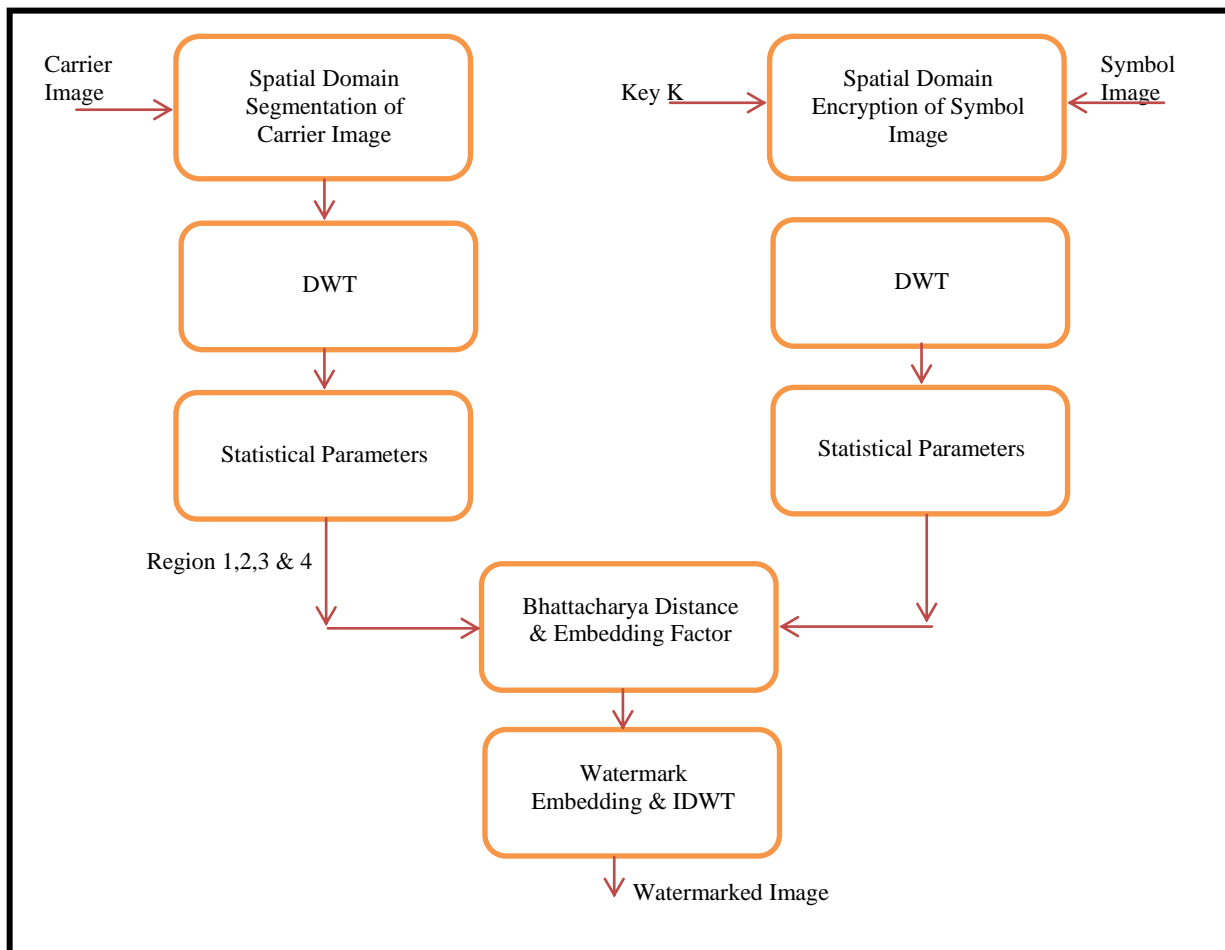 Carrier
Image
Spatial Domain
Segmentation of
Carrier Image
Key K
Spatial Domain
Encryption of Symbol
Image
Symbol
Image
DWT
DWT
Statistical Parameters
Statistical Parameters
Region 1,2,3 & 4
Bhattacharya Distance
& Embedding Factor
Watermark
Embedding & IDWT
Watermarked Image